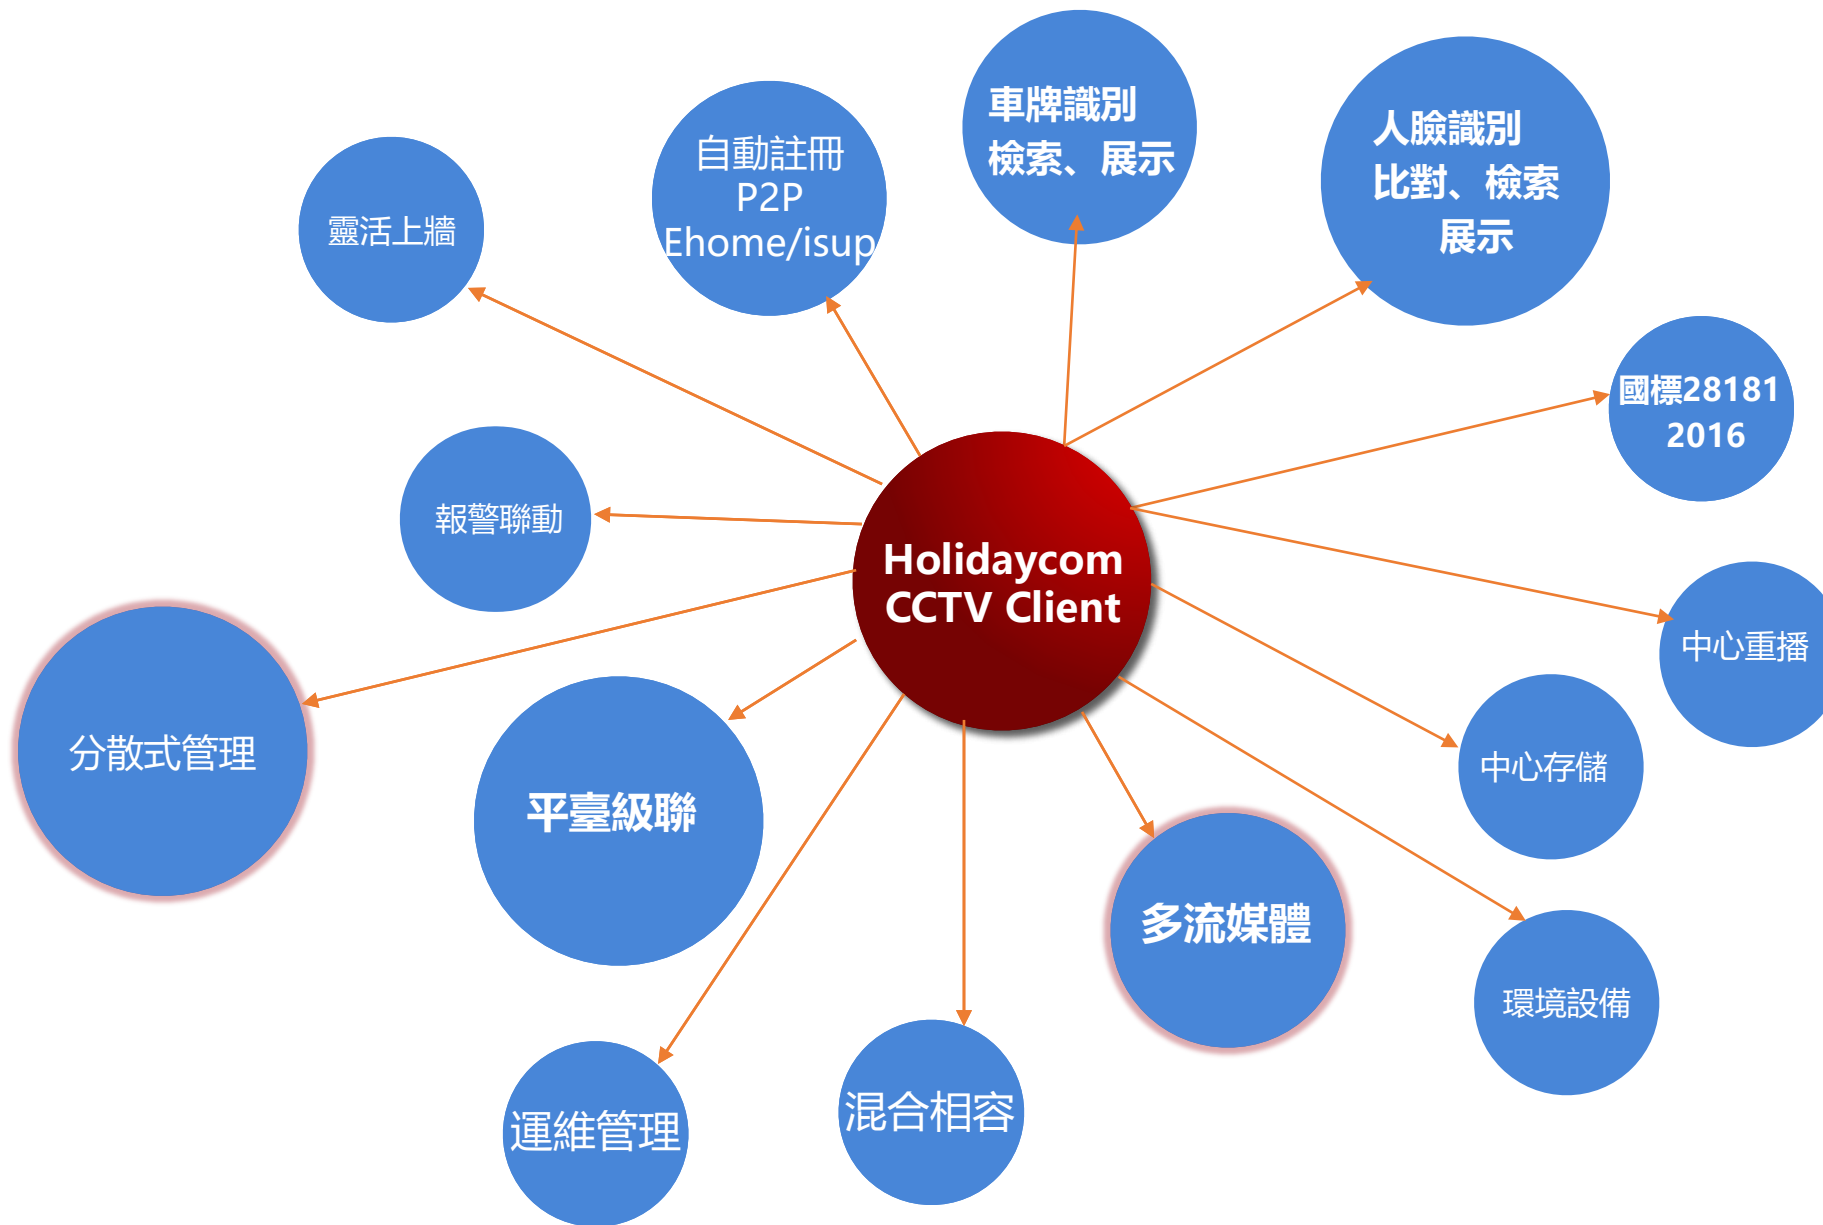 車牌識別
檢索、展示
人臉識別
比對、檢索
展示
自動註冊
P2P
Ehome/isup
靈活上牆
國標28181
2016
報警聯動
Holidaycom
CCTV Client
中心重播
分散式管理
中心存儲
平臺級聯
多流媒體
環境設備
混合相容
運維管理